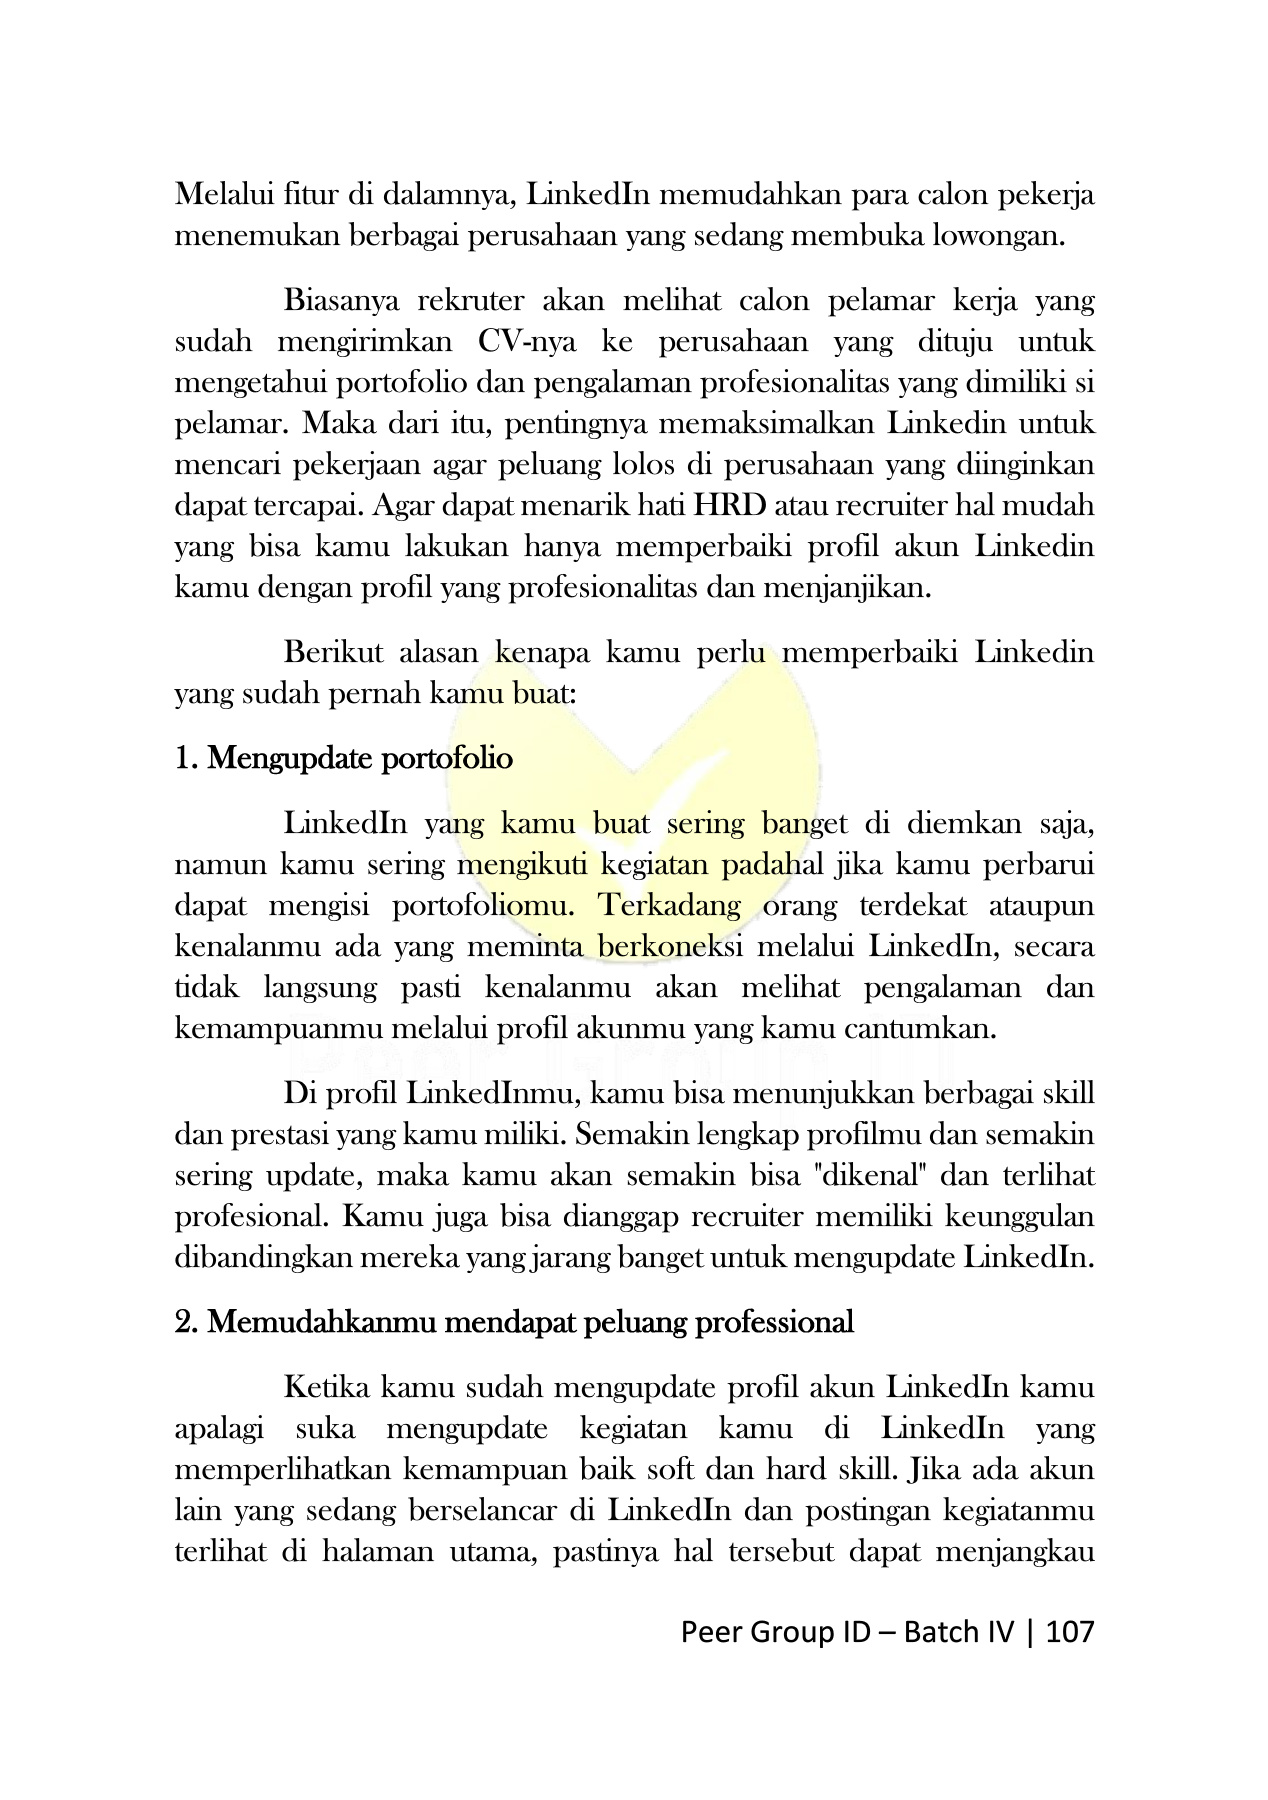 Melalui fitur di dalamnya, LinkedIn memudahkan para calon pekerja
menemukan berbagai perusahaan yang sedang membuka lowongan.
Biasanya rekruter akan melihat calon pelamar kerja yang
sudah mengirimkan CV-nya ke perusahaan yang dituju untuk
mengetahui portofolio dan pengalaman profesionalitas yang dimiliki si
pelamar. Maka dari itu, pentingnya memaksimalkan Linkedin untuk
mencari pekerjaan agar peluang lolos di perusahaan yang diinginkan
dapat tercapai. Agar dapat menarik hati HRD atau recruiter hal mudah
yang bisa kamu lakukan hanya memperbaiki profil akun Linkedin
kamu dengan profil yang profesionalitas dan menjanjikan.
Berikut alasan kenapa kamu perlu memperbaiki Linkedin
yang sudah pernah kamu buat:
1. Mengupdate portofolio
LinkedIn yang kamu buat sering banget di diemkan saja,
namun kamu sering mengikuti kegiatan padahal jika kamu perbarui
dapat mengisi portofoliomu. Terkadang orang terdekat ataupun
kenalanmu ada yang meminta berkoneksi melalui LinkedIn, secara
tidak langsung pasti kenalanmu akan melihat pengalaman dan
kemampuanmu melalui profil akunmu yang kamu cantumkan.
Di profil LinkedInmu, kamu bisa menunjukkan berbagai skill
dan prestasi yang kamu miliki. Semakin lengkap profilmu dan semakin
sering update, maka kamu akan semakin bisa "dikenal" dan terlihat
profesional. Kamu juga bisa dianggap recruiter memiliki keunggulan
dibandingkan mereka yang jarang banget untuk mengupdate LinkedIn.
2. Memudahkanmu mendapat peluang professional
Ketika kamu sudah mengupdate profil akun LinkedIn kamu
apalagi suka mengupdate kegiatan kamu di LinkedIn yang
memperlihatkan kemampuan baik soft dan hard skill. Jika ada akun
lain yang sedang berselancar di LinkedIn dan postingan kegiatanmu
terlihat di halaman utama, pastinya hal tersebut dapat menjangkau
Peer Group ID – Batch IV | 107